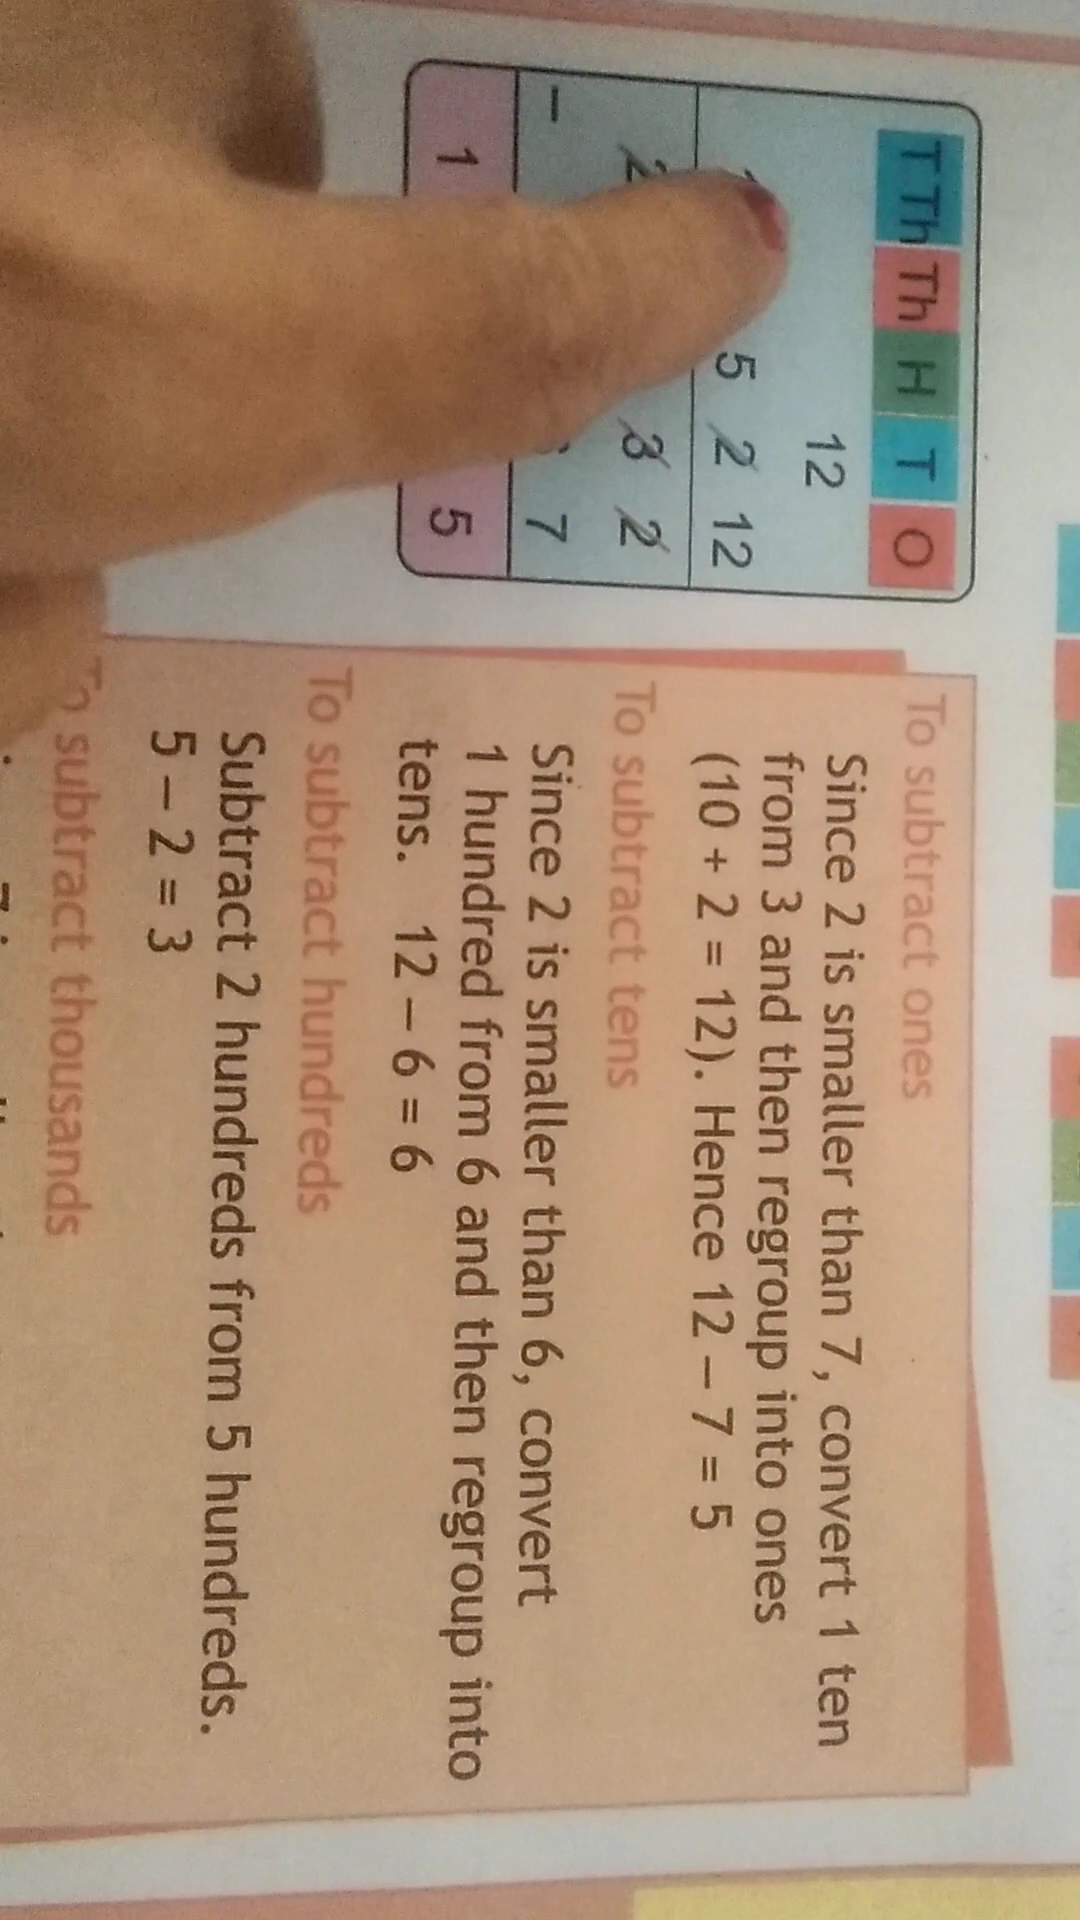 T Th Th H T O
12
5 2 12
2 3 2
– 7
1 5
To subtract ones
Since 2 is smaller than 7, convert 1 ten
from 3 and then regroup into ones
(10 + 2 = 12). Hence 12 – 7 = 5
To subtract tens
Since 2 is smaller than 6, convert
1 hundred from 6 and then regroup into
tens. 12 – 6 = 6
To subtract hundreds
Subtract 2 hundreds from 5 hundreds.
5 – 2 = 3
To subtract thousands